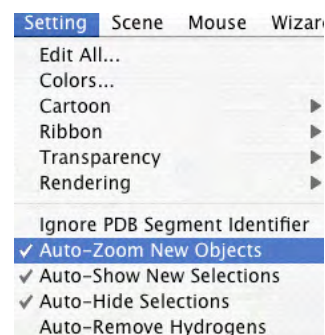 Setting Scene Mouse
Edit All...
Colors...
Cartoon
Ribbon
Transparency
Rendering
Ignore PDB Segment Identifier
✓ Auto-Zoom New Objects
✓ Auto-Show New Selections
✓ Auto-Hide Selections
Auto-Remove Hydrogens